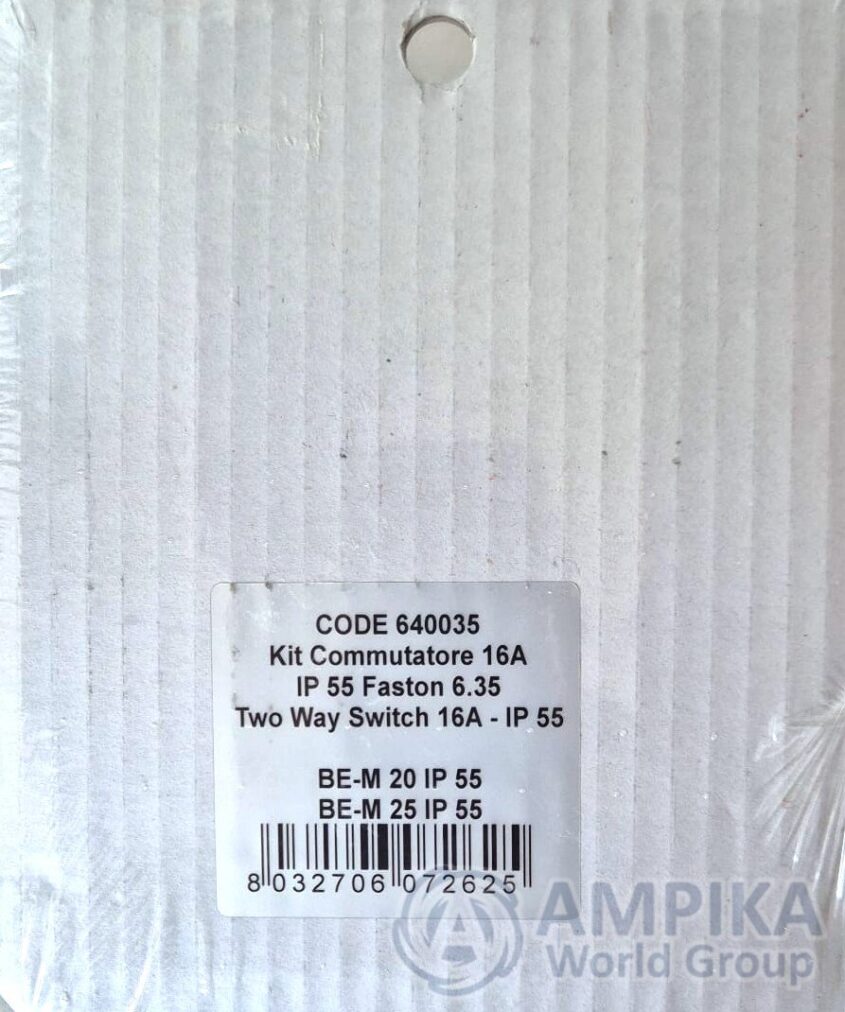 CODE 640035
Kit Commutatore 16A
IP 55 Faston 6.35
Two Way Switch 16A - IP 55
BE-M 20 IP 55
BE-M 25 IP 55
8 032706 072625
AMPIKA
World Group